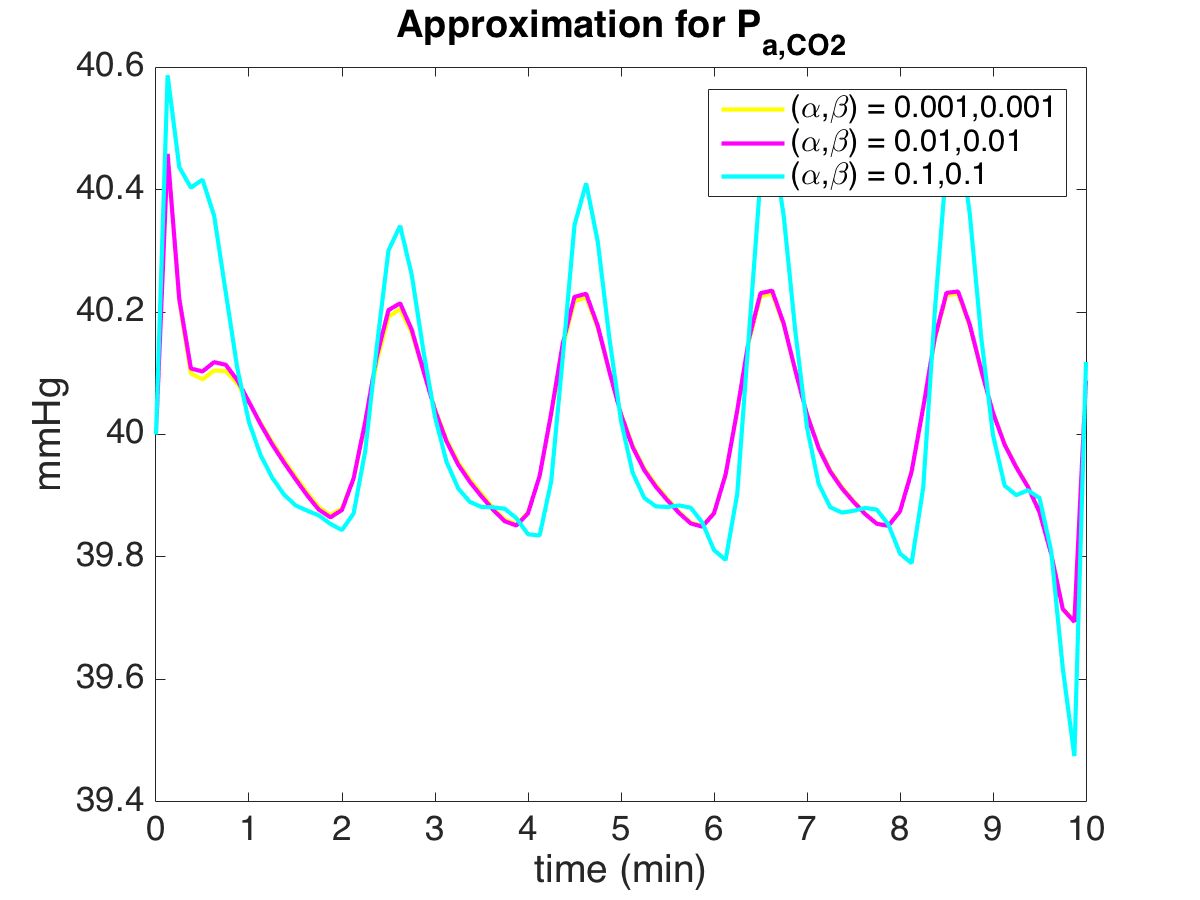 Approximation for P a,CO2
40.6
40.4
40.2
40
39.8
39.6
39.4
mmHg
(α,β) = 0.001,0.001
(α,β) = 0.01,0.01
(α,β) = 0.1,0.1
0 1 2 3 4 5 6 7 8 9 10
time (min)